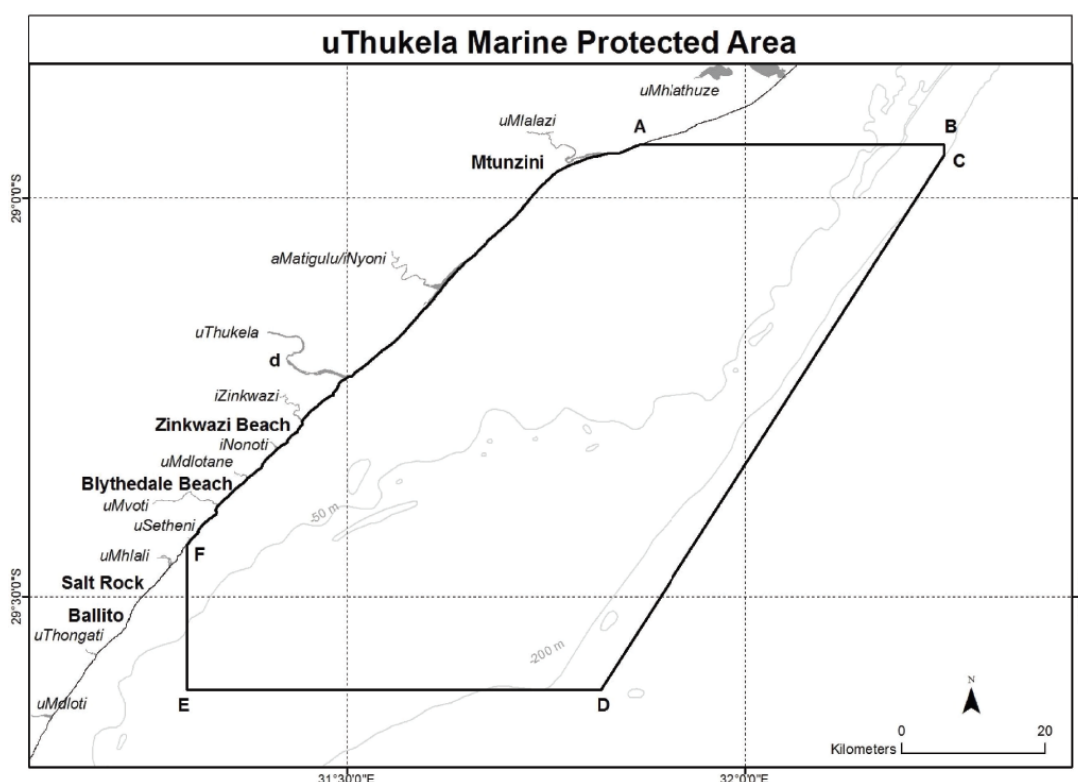 uThukela Marine Protected Area
uMhlathuze
uMlalazi
A
B
Mtunzini
C
29°0'0"S
aMatigulu/iNyoni
uThukela
d
iZinkwazi
Zinkwazi Beach
iNonoti
uMdlotane
Blythedale Beach
uMvoti
-50 m
uSetheni
F
uMhlali
Salt Rock
29°30'0"S
Ballito
uThongati
-200 m
uMdloti
E
D
N
0 20
Kilometers
31°30'0"E
32°0'0"E